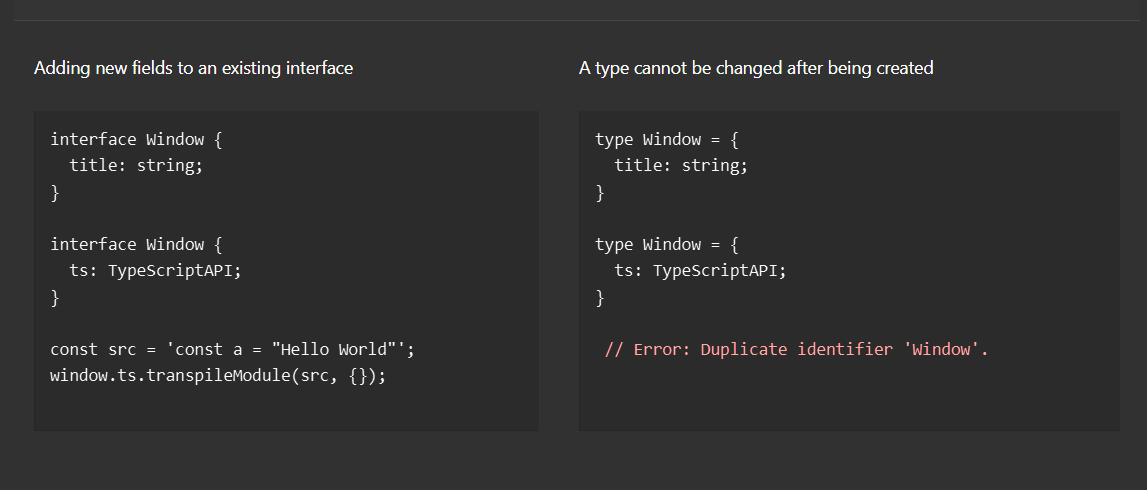 Adding new fields to an existing interface
interface Window {
  title: string;
}
interface Window {
  ts: TypeScriptAPI;
}
const src = 'const a = "Hello World"';
window.ts.transpileModule(src, {});
A type cannot be changed after being created
type Window = {
  title: string;
}
type Window = {
  ts: TypeScriptAPI;
}
 // Error: Duplicate identifier 'Window'.